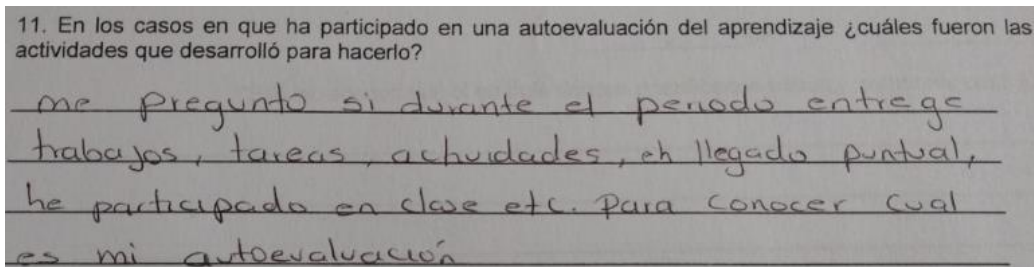 11. En los casos en que ha participado en una autoevaluación del aprendizaje ¿cuáles fueron las
actividades que desarrolló para hacerlo?
me pregunto si durante el periodo entrege
trabajos, tareas, actividades, eh llegado puntual,
he participado en clase etc. Para conocer cual
es mi autoevaluación